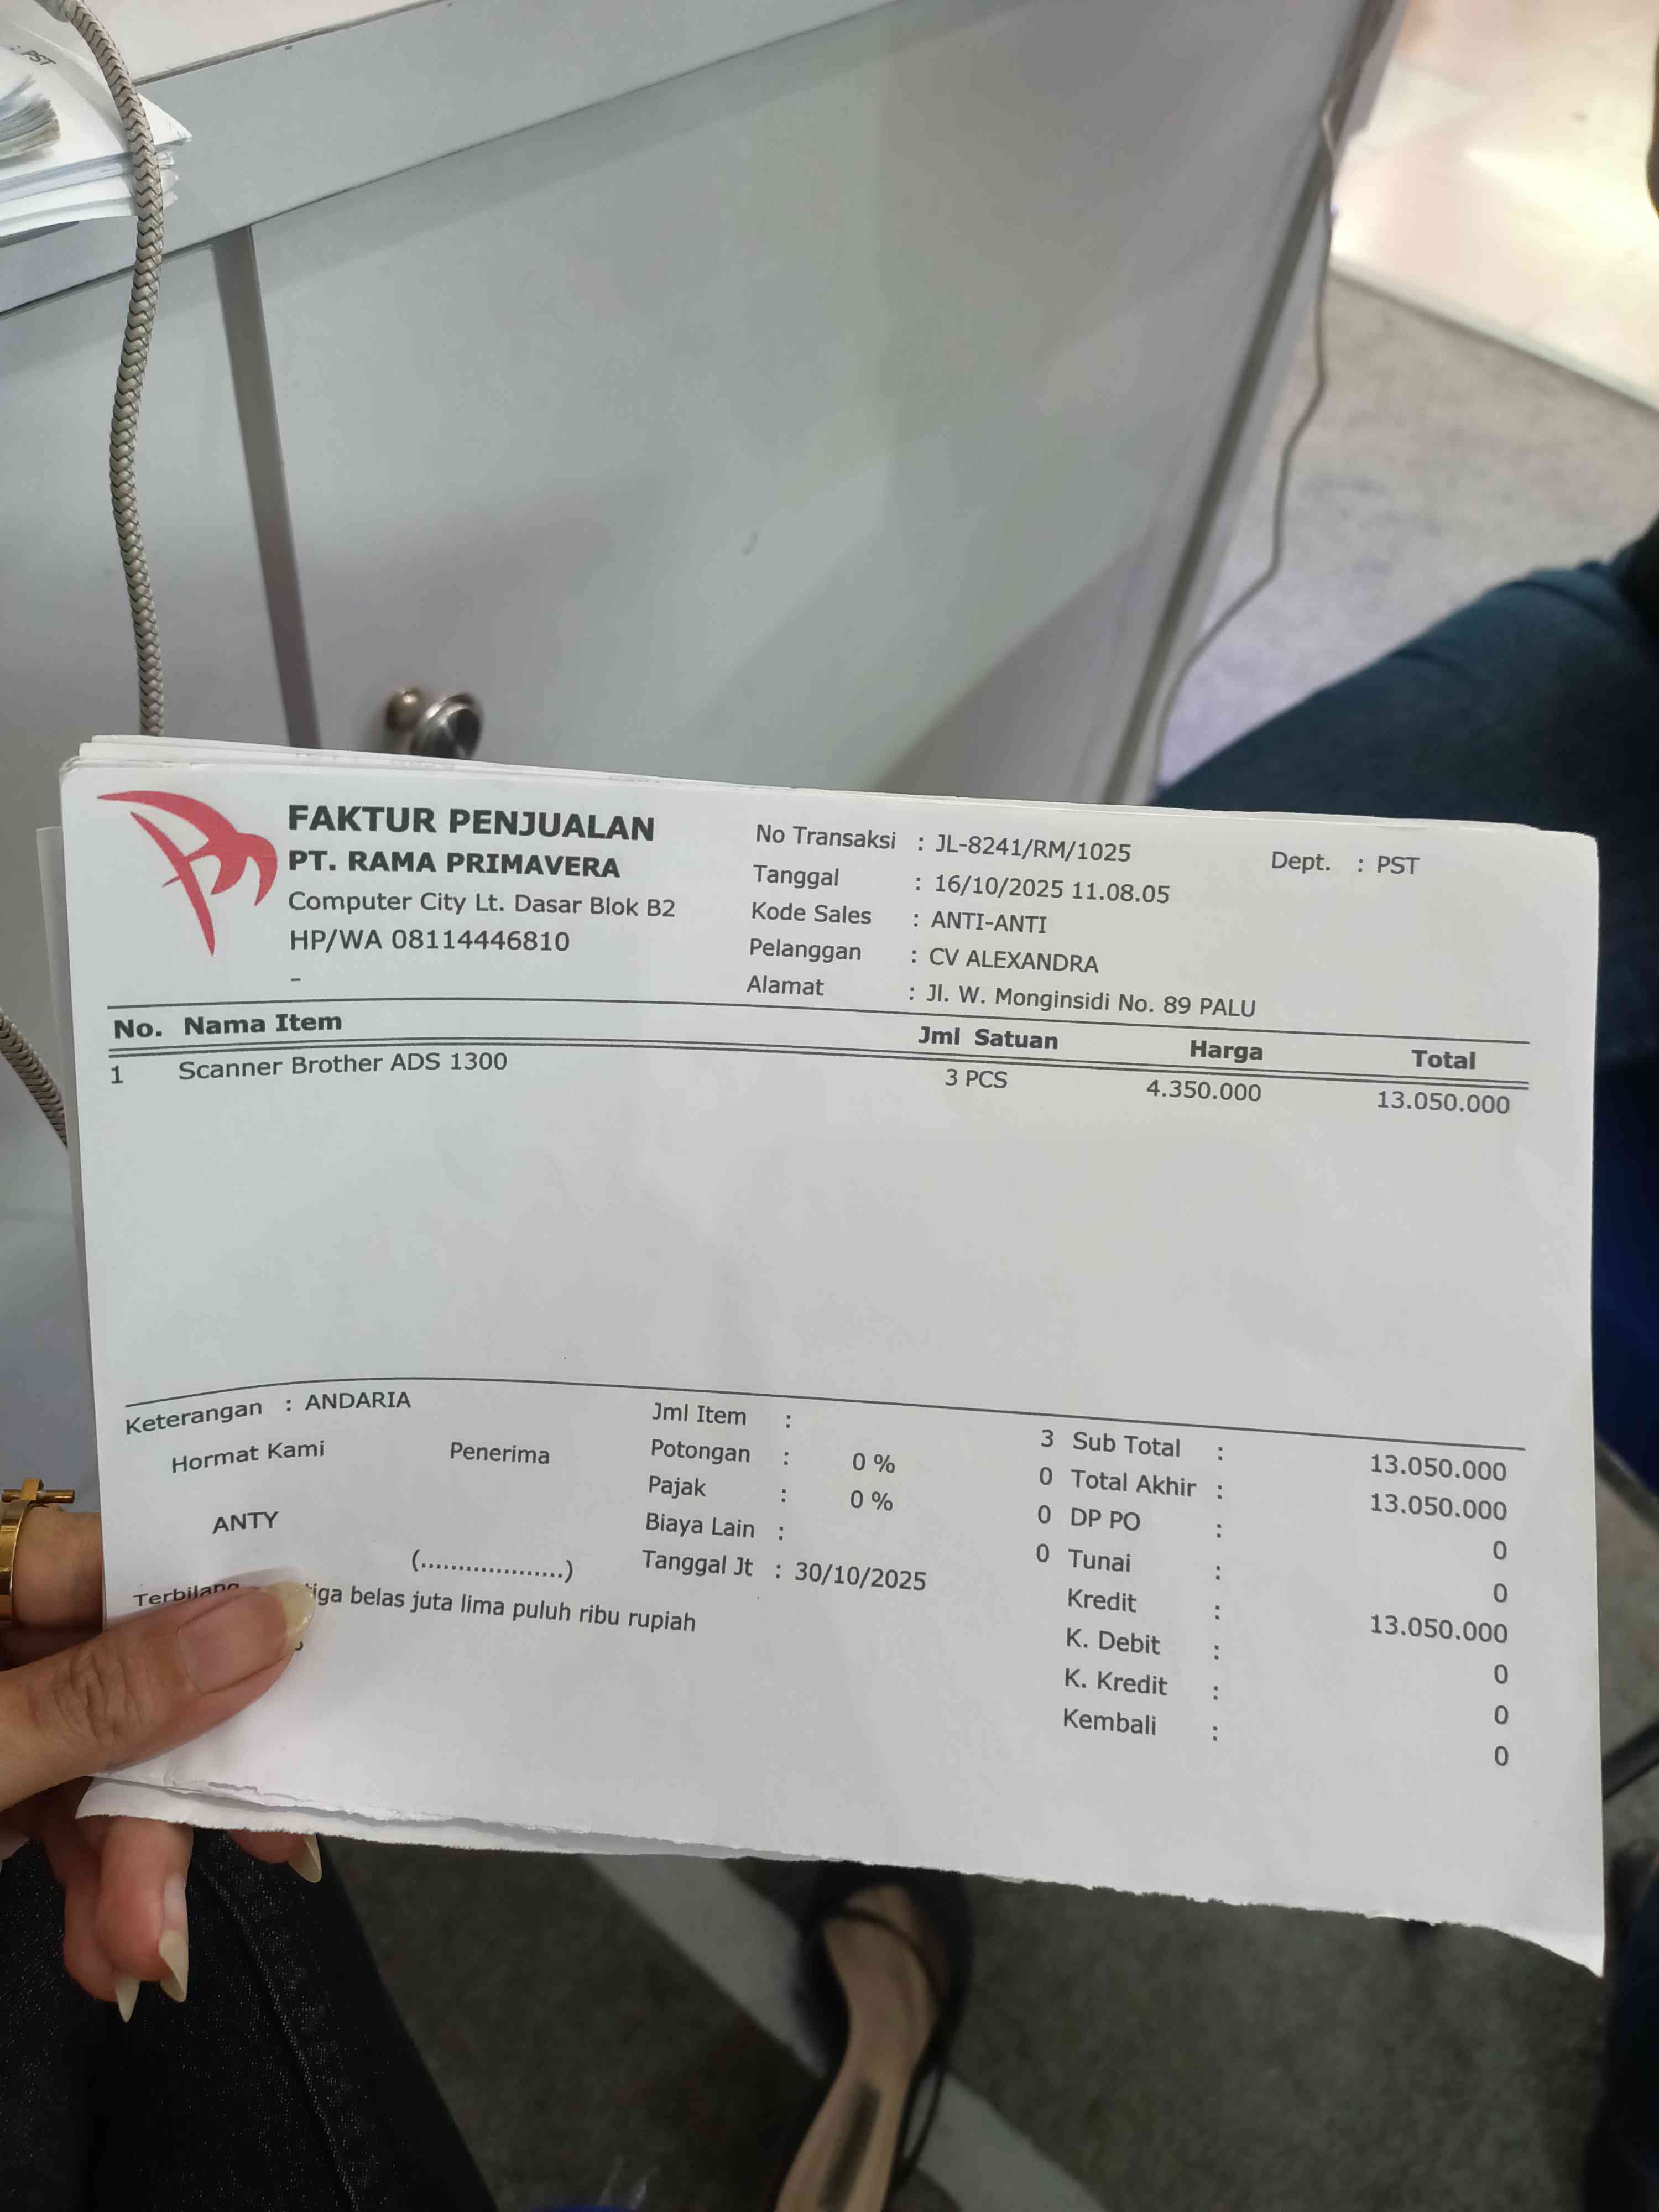 PST
FAKTUR PENJUALAN
PT. RAMA PRIMAVERA
Computer City Lt. Dasar Blok B2
HP/WA 08114446810
-
No Transaksi : JL-8241/RM/1025 Dept. : PST
Tanggal : 16/10/2025 11.08.05
Kode Sales : ANTI-ANTI
Pelanggan : CV ALEXANDRA
Alamat : Jl. W. Monginsidi No. 89 PALU
No. Nama Item Jml Satuan Harga Total
1 Scanner Brother ADS 1300 3 PCS 4.350.000 13.050.000
Keterangan : ANDARIA
Hormat Kami Penerima
ANTY
(...................)
Jml Item : 3
Potongan : 0 % 0
Pajak : 0 % 0
Biaya Lain : 0
Tanggal Jt : 30/10/2025
Sub Total : 13.050.000
Total Akhir : 13.050.000
DP PO : 0
Tunai : 0
Kredit : 13.050.000
K. Debit : 0
K. Kredit : 0
Kembali : 0
Terbilang tiga belas juta lima puluh ribu rupiah